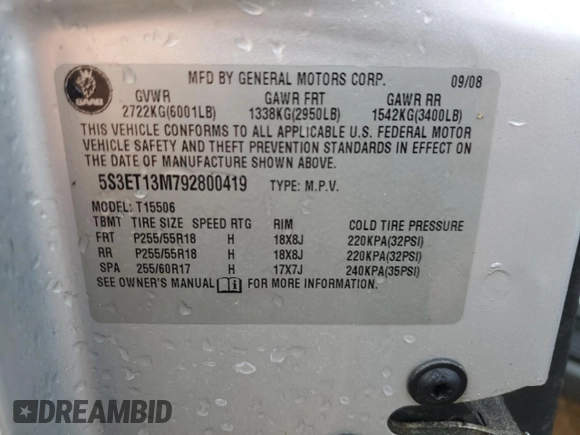 SAAB
MFD BY GENERAL MOTORS CORP. 09/08
GVWR GAWR FRT GAWR RR
2722KG(6001LB) 1338KG(2950LB) 1542KG(3400LB)
THIS VEHICLE CONFORMS TO ALL APPLICABLE U.S. FEDERAL MOTOR
VEHICLE SAFETY AND THEFT PREVENTION STANDARDS IN EFFECT ON
THE DATE OF MANUFACTURE SHOWN ABOVE.
5S3ET13M792800419 TYPE: M.P.V.
MODEL: T15506
TBMT TIRE SIZE SPEED RTG RIM COLD TIRE PRESSURE
FRT P255/55R18 H 18X8J 220KPA(32PSI)
RR P255/55R18 H 18X8J 220KPA(32PSI)
SPA 255/60R17 H 17X7J 240KPA(35PSI)
SEE OWNER'S MANUAL FOR MORE INFORMATION.
DREAMBID